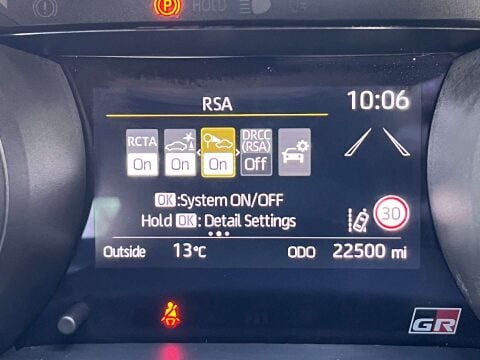 (P) HOLD
RSA 10:06
RCTA On On On DRCC (RSA) Off
OK:System ON/OFF
Hold OK: Detail Settings
30
Outside 13°C ODO 22500 mi
GR